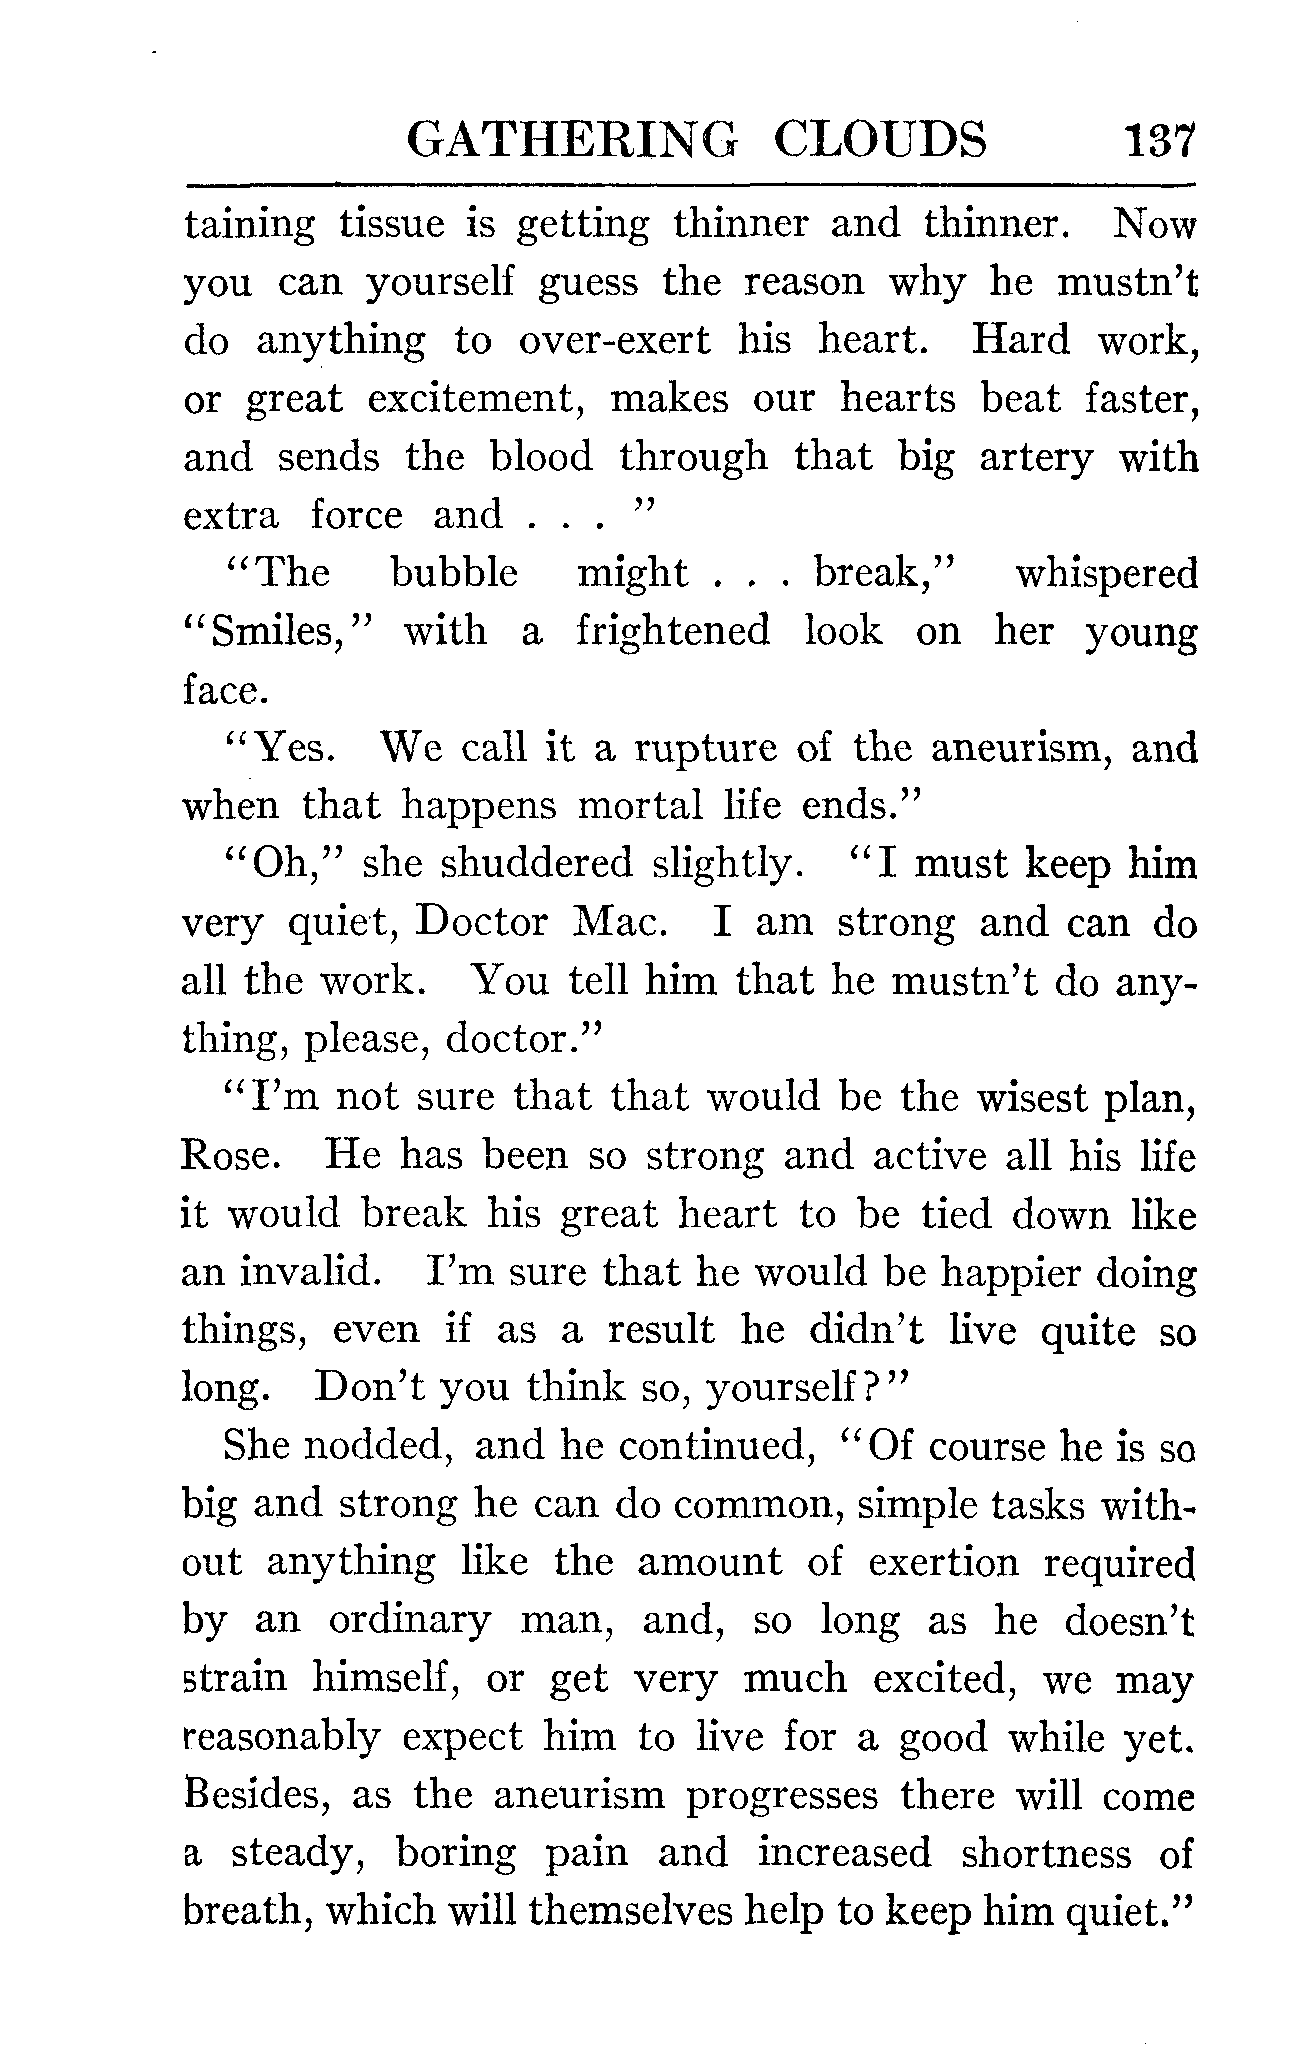 GATHERING CLOUDS 137
taining tissue is getting thinner and thinner. Now
you can yourself guess the reason why he mustn't
do anything to over-exert his heart. Hard work,
or great excitement, makes our hearts beat faster,
and sends the blood through that big artery with
extra force and . . . "
"The bubble might . . . break," whispered
"Smiles," with a frightened look on her young
face.
"Yes. We call it a rupture of the aneurism, and
when that happens mortal life ends."
"Oh," she shuddered slightly. "I must keep him
very quiet, Doctor Mac. I am strong and can do
all the work. You tell him that he mustn't do any-
thing, please, doctor."
"I'm not sure that that would be the wisest plan,
Rose. He has been so strong and active all his life
it would break his great heart to be tied down like
an invalid. I'm sure that he would be happier doing
things, even if as a result he didn't live quite so
long. Don't you think so, yourself?"
She nodded, and he continued, "Of course he is so
big and strong he can do common, simple tasks with-
out anything like the amount of exertion required
by an ordinary man, and, so long as he doesn't
strain himself, or get very much excited, we may
reasonably expect him to live for a good while yet.
Besides, as the aneurism progresses there will come
a steady, boring pain and increased shortness of
breath, which will themselves help to keep him quiet."